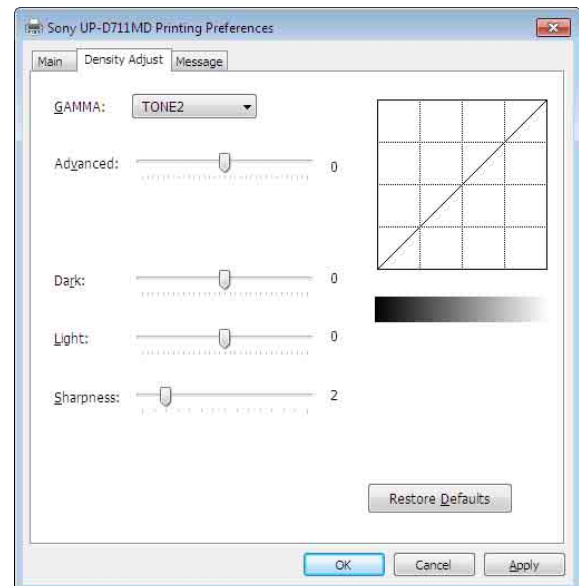 Sony UP-D711MD Printing Preferences
Main Density Adjust Message
GAMMA: TONE2
Advanced: 0
Dark: 0
Light: 0
Sharpness: 2
Restore Defaults
OK Cancel Apply